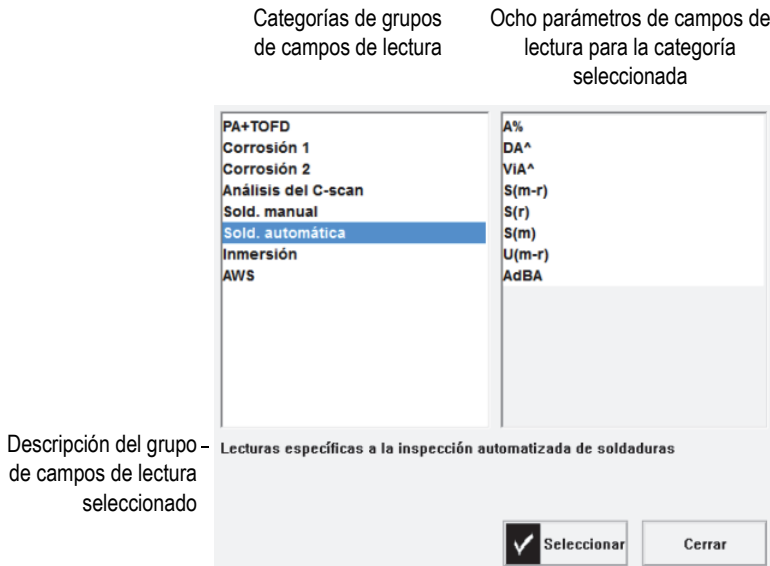 Categorías de grupos
de campos de lectura
Ocho parámetros de campos de
lectura para la categoría
seleccionada
PA+TOFD
Corrosión 1
Corrosión 2
Análisis del C-scan
Sold. manual
Sold. automática
Inmersión
AWS
A%
DA^
ViA^
S(m-r)
S(r)
S(m)
U(m-r)
AdBA
Descripción del grupo
de campos de lectura
seleccionado
Lecturas específicas a la inspección automatizada de soldaduras
Seleccionar
Cerrar